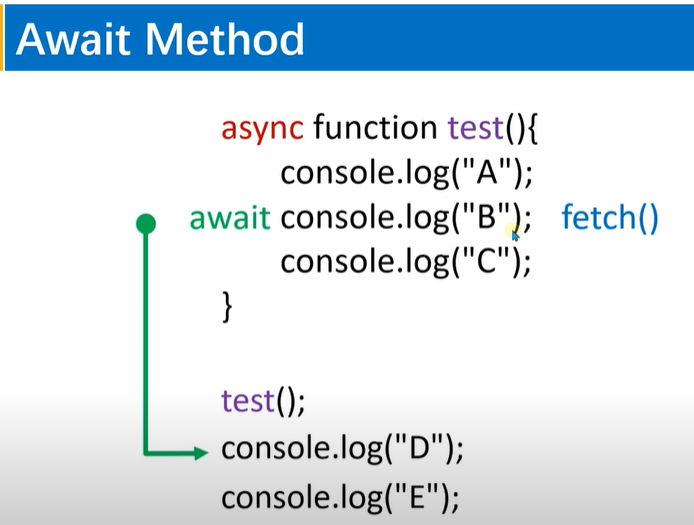 Await Method
async function test(){
console.log("A");
await console.log("B"); fetch()
console.log("C");
}
test();
console.log("D");
console.log("E");